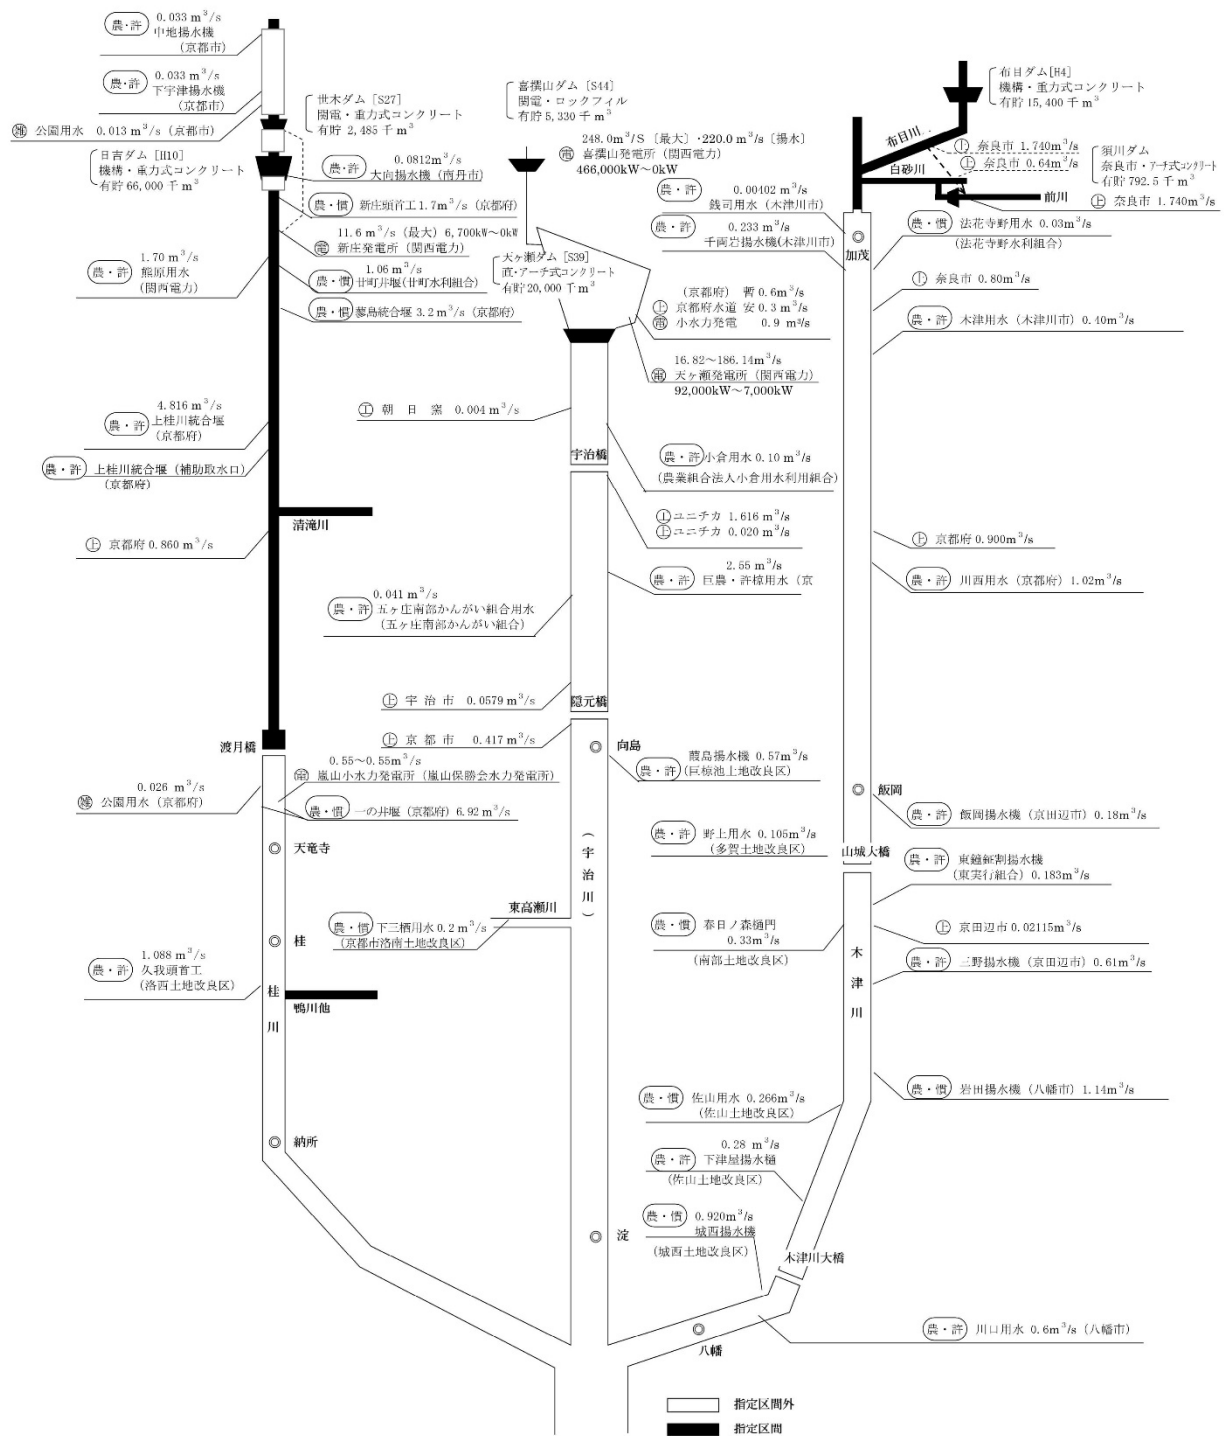 農・許 0.033 m³/s
中地揚水機
(京都市)
農・許 0.033 m³/s
下宇津揚水機
(京都市)
雑 公園用水 0.013 m³/s (京都市)
世木ダム [S27]
関電・重力式コンクリート
有貯 2,485 千 m³
日吉ダム [H10]
機構・重力式コンクリート
有貯 66,000 千 m³
0.0812m³/s
農・許 大向揚水機 (南丹市)
農・慣 新庄頭首工 1.7m³/s (京都府)
11.6 m³/s (最大) 6,700kW～0kW
電 新庄発電所 (関西電力)
1.70 m³/s
農・許 熊原用水
(関西電力)
1.06 m³/s
農・慣 廿町井堰(廿町水利組合)
農・慣 蓼島統合堰 3.2 m³/s (京都府)
4.816 m³/s
農・許 上桂川統合堰
(京都府)
農・許 上桂川統合堰 (補助取水口)
(京都府)
清滝川
上 京都府 0.860 m³/s
渡月橋
0.55～0.55m³/s
電 嵐山小水力発電所 (嵐山保勝会水力発電所)
0.026 m³/s
雑 公園用水 (京都府)
農・慣 一の井堰 (京都府) 6.92 m³/s
天竜寺
桂
1.088 m³/s
農・許 久我頭首工
(洛西土地改良区)
桂川
鴨川他
納所
喜撰山ダム [S44]
関電・ロックフィル
有貯 5,330 千 m³
248.0m³/S [最大]・220.0 m³/s [揚水]
電 喜撰山発電所 (関西電力)
466,000kW～0kW
天ヶ瀬ダム [S39]
直・アーチ式コンクリート
有貯 20,000 千 m³
(京都府) 暫 0.6m³/s
上 京都府水道 安 0.3 m³/s
電 小水力発電 0.9 m³/s
16.82～186.14m³/s
電 天ヶ瀬発電所 (関西電力)
92,000kW～7,000kW
工 朝日窯 0.004 m³/s
宇治橋
農・許 小倉用水 0.10 m³/s
(農業組合法人小倉用水利用組合)
工 ユニチカ 1.616 m³/s
上 ユニチカ 0.020 m³/s
2.55 m³/s
農・許 巨農・許椋用水 (京
0.041 m³/s
農・許 五ヶ庄南部かんがい組合用水
(五ヶ庄南部かんがい組合)
上 宇治市 0.0579 m³/s
隠元橋
上 京都市 0.417 m³/s
向島
葭島揚水機 0.57m³/s
農・許 (巨椋池土地改良区)
(宇治川)
東高瀬川
農・慣 下三栖用水 0.2 m³/s
(京都市洛南土地改良区)
淀
布目ダム[H4]
機構・重力式コンクリート
有貯 15,400 千 m³
布目川
上 奈良市 1.740m³/s
上 奈良市 0.64m³/s
白砂川
須川ダム
奈良市・アーチ式コンクリート
有貯 792.5 千 m³
前川
上 奈良市 1.740m³/s
農・許 0.00402 m³/s
銭司用水 (木津川市)
農・許 0.233 m³/s
千両岩揚水機(木津川市)
加茂
農・慣 法花寺野用水 0.03m³/s
(法花寺野水利組合)
上 奈良市 0.80m³/s
農・許 木津用水 (木津川市) 0.40m³/s
上 京都府 0.900m³/s
農・許 川西用水 (京都府) 1.02m³/s
飯岡
農・許 飯岡揚水機 (京田辺市) 0.18m³/s
農・許 野上用水 0.105m³/s
(多賀土地改良区)
山城大橋
農・許 東鐘鉦割揚水機
(東実行組合) 0.183m³/s
農・慣 春日ノ森樋門
0.33m³/s
(南部土地改良区)
上 京田辺市 0.02115m³/s
農・許 三野揚水機 (京田辺市) 0.61m³/s
木津川
農・慣 岩田揚水機 (八幡市) 1.14m³/s
農・慣 佐山用水 0.266m³/s
(佐山土地改良区)
0.28 m³/s
農・許 下津屋揚水樋
(佐山土地改良区)
農・慣 0.920m³/s
城西揚水機
(城西土地改良区)
木津川大橋
農・許 川口用水 0.6m³/s (八幡市)
八幡
指定区間外
指定区間